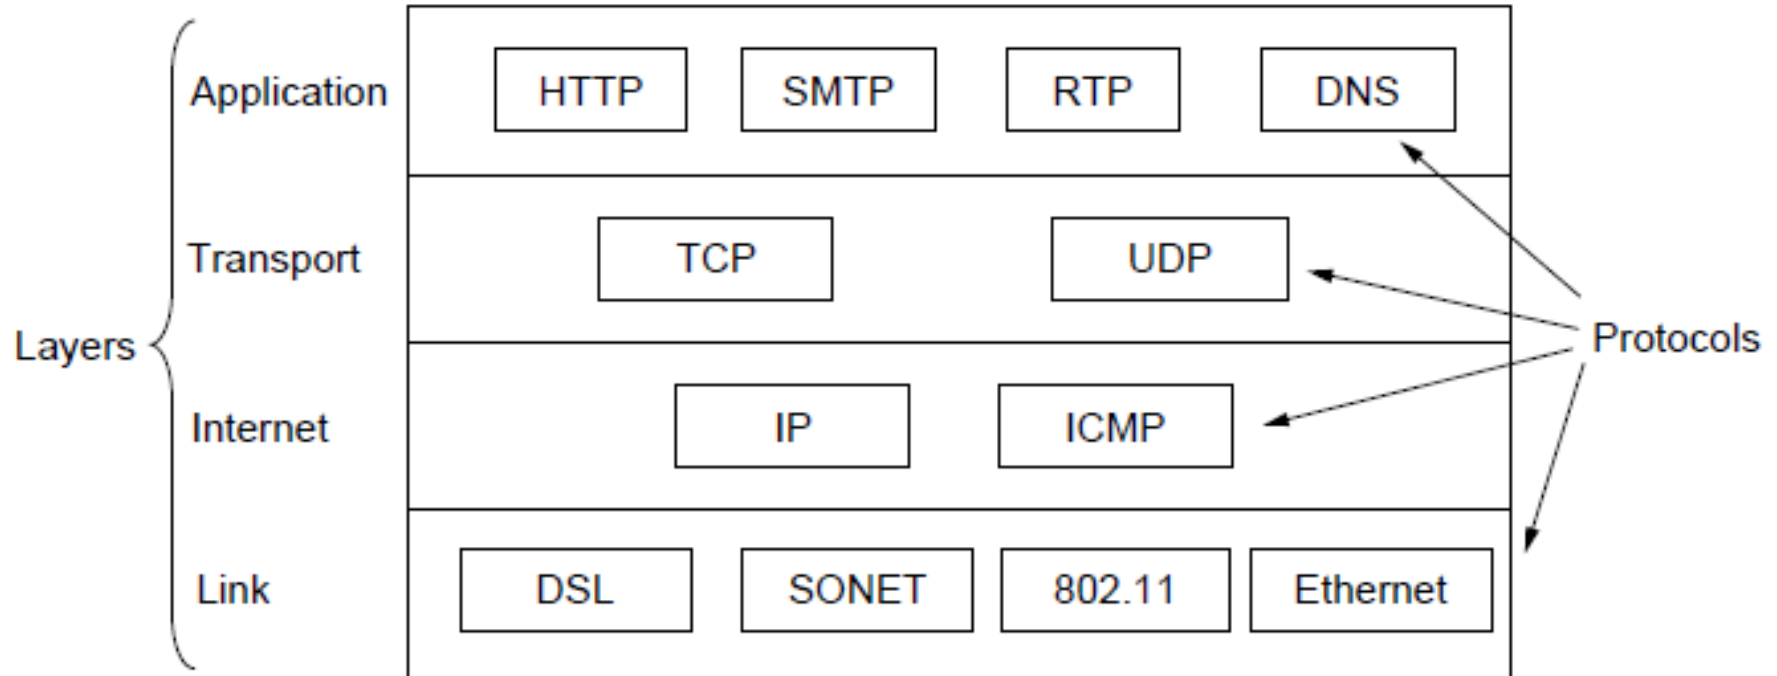 Application HTTP SMTP RTP DNS
Transport TCP UDP
Layers
Protocols
Internet IP ICMP
Link DSL SONET 802.11 Ethernet